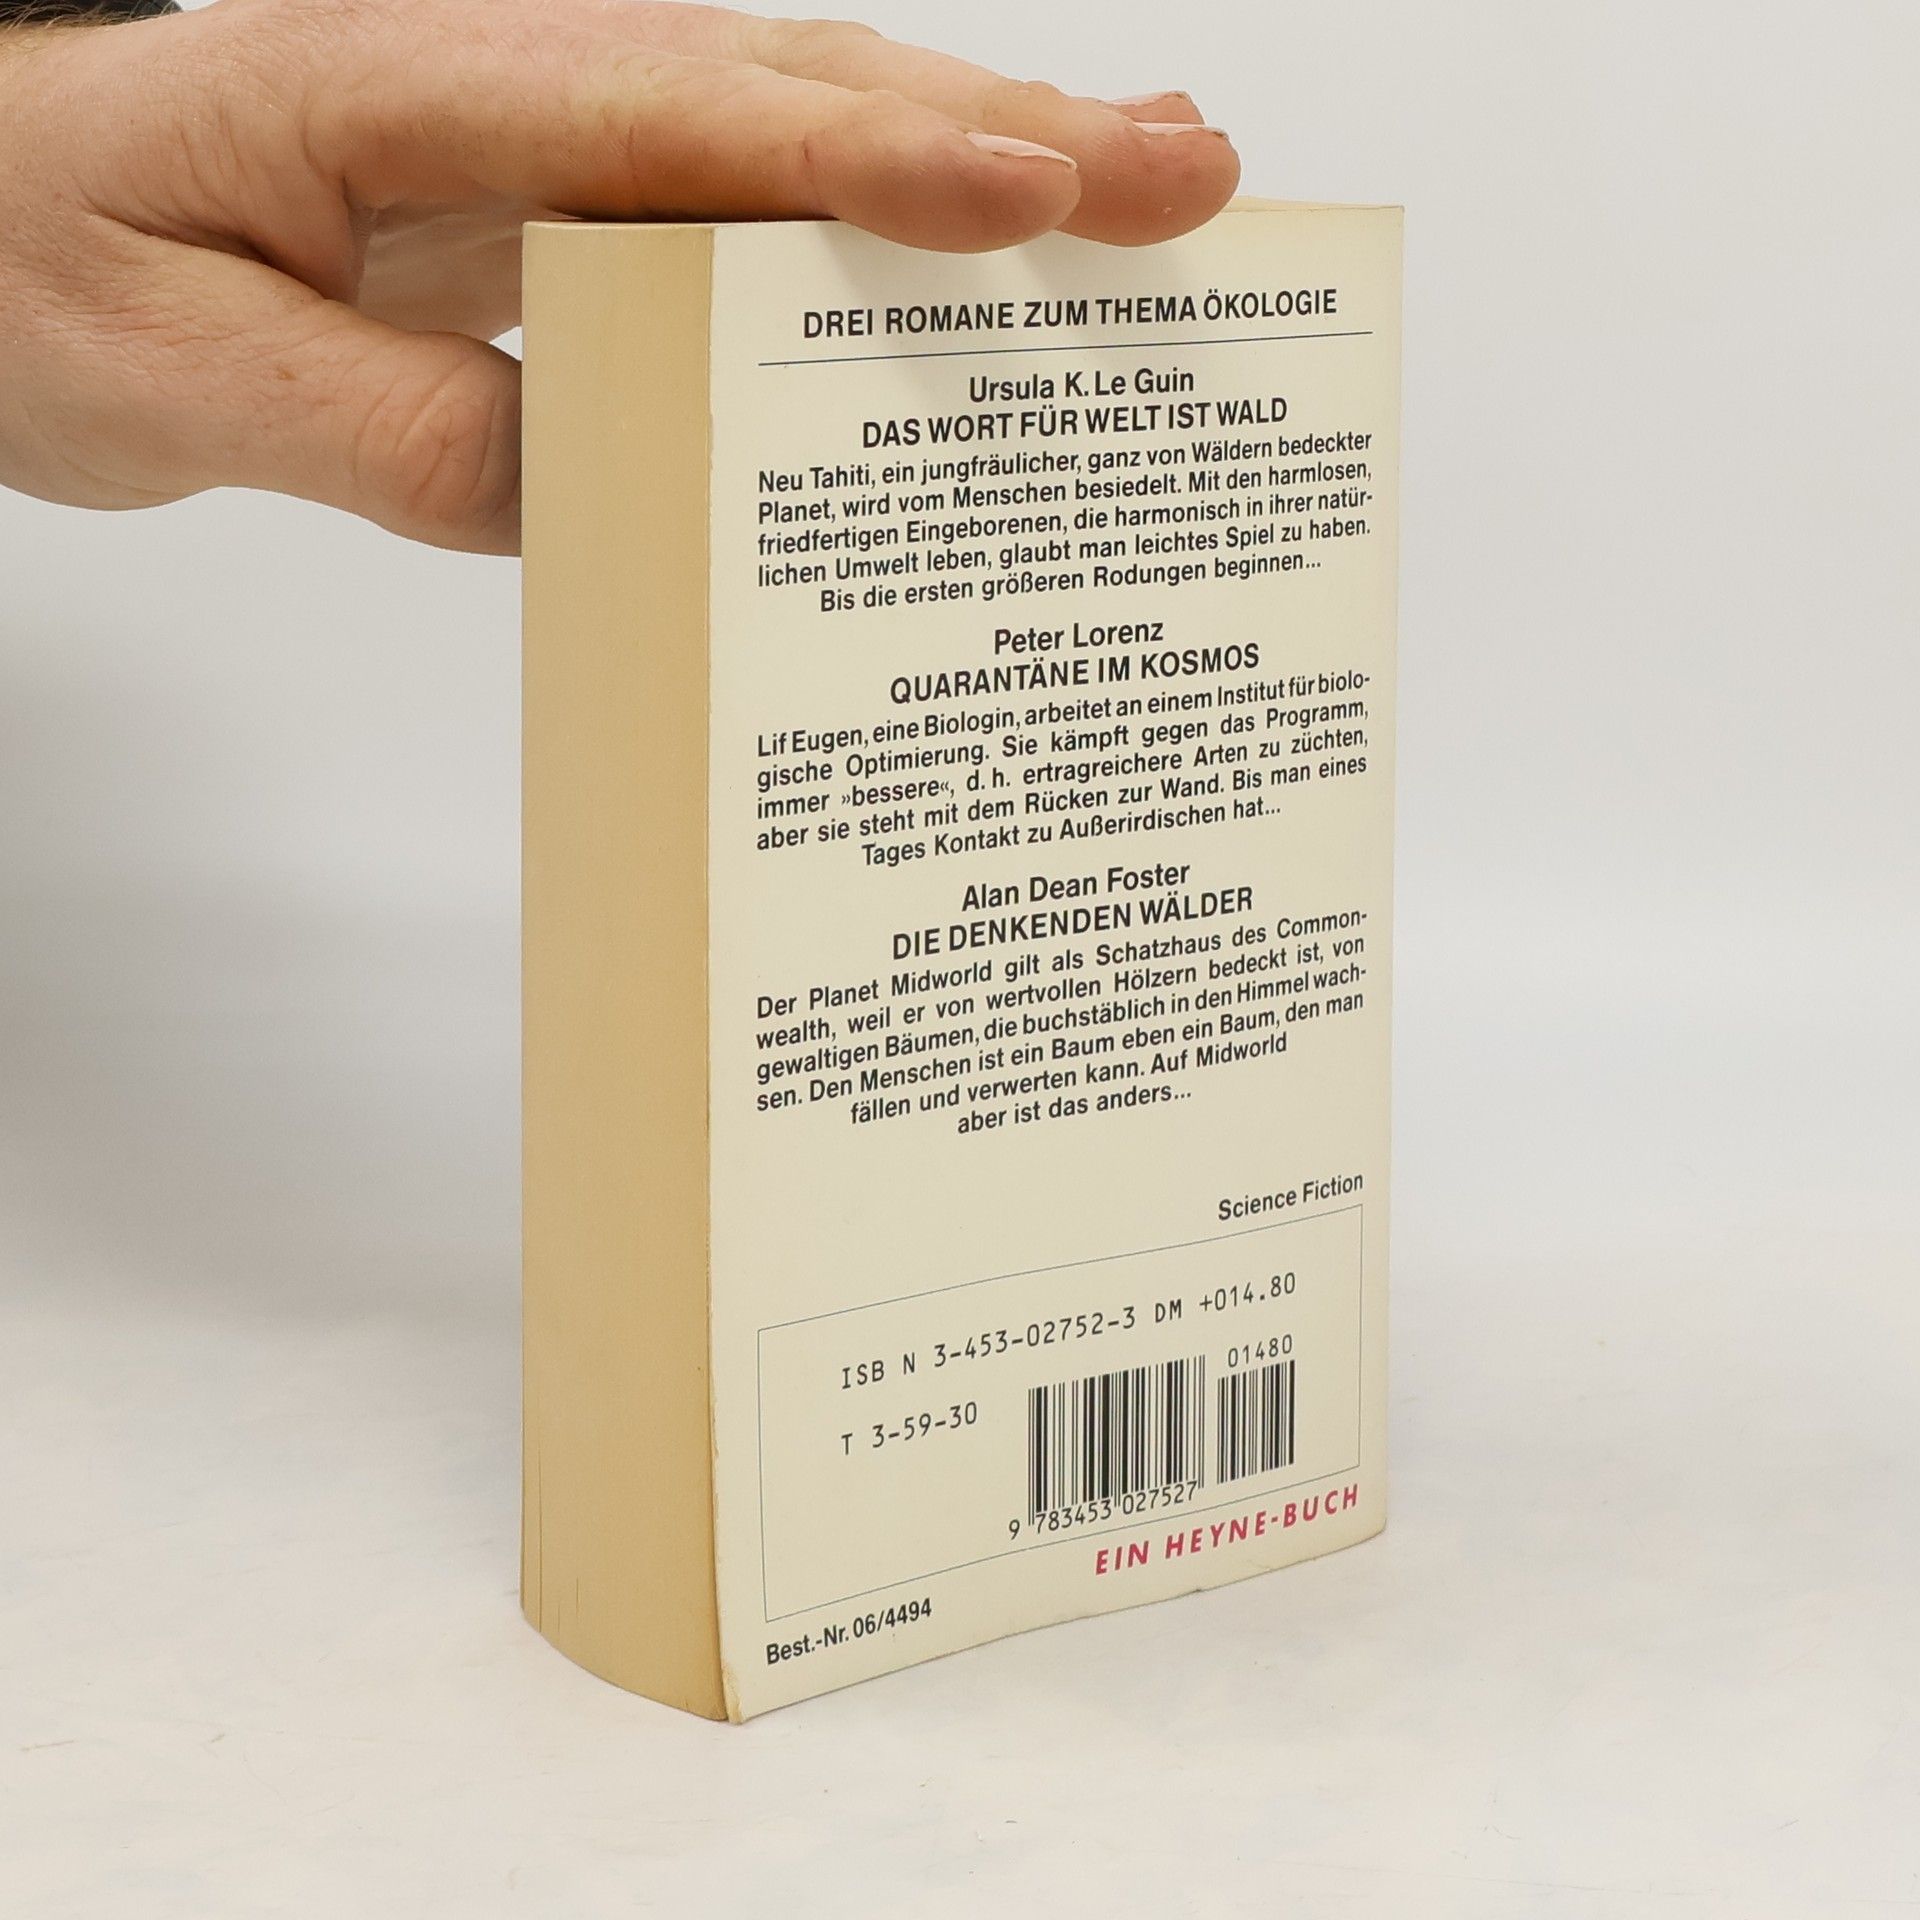 DREI ROMANE ZUM THEMA ÖKOLOGIE
Ursula K. Le Guin
DAS WORT FÜR WELT IST WALD
Neu Tahiti, ein jungfräulicher, ganz von Wäldern bedeckter
Planet, wird vom Menschen besiedelt. Mit den harmlosen,
friedfertigen Eingeborenen, die harmonisch in ihrer natür-
lichen Umwelt leben, glaubt man leichtes Spiel zu haben.
Bis die ersten größeren Rodungen beginnen...
Peter Lorenz
QUARANTÄNE IM KOSMOS
Lif Eugen, eine Biologin, arbeitet an einem Institut für biolo-
gische Optimierung. Sie kämpft gegen das Programm,
immer »bessere«, d. h. ertragreichere Arten zu züchten,
aber sie steht mit dem Rücken zur Wand. Bis man eines
Tages Kontakt zu Außerirdischen hat...
Alan Dean Foster
DIE DENKENDEN WÄLDER
Der Planet Midworld gilt als Schatzhaus des Common-
wealth, weil er von wertvollen Hölzern bedeckt ist, von
gewaltigen Bäumen, die buchstäblich in den Himmel wach-
sen. Den Menschen ist ein Baum eben ein Baum, den man
fällen und verwerten kann. Auf Midworld
aber ist das anders...
Science Fiction
ISB N 3-453-02752-3 DM +014.80
01480
T 3-59-30
9 783453 027527
EIN HEYNE-BUCH
Best.-Nr. 06/4494